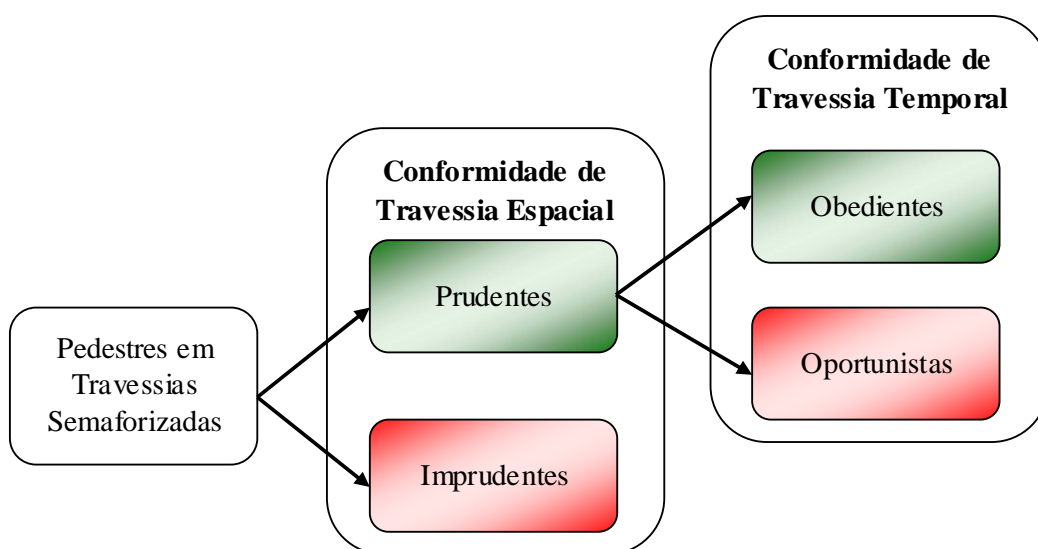 Pedestres em
Travessias
Semaforizadas
Conformidade de
Travessia Espacial
Prudentes
Imprudentes
Conformidade de
Travessia Temporal
Obedientes
Oportunistas